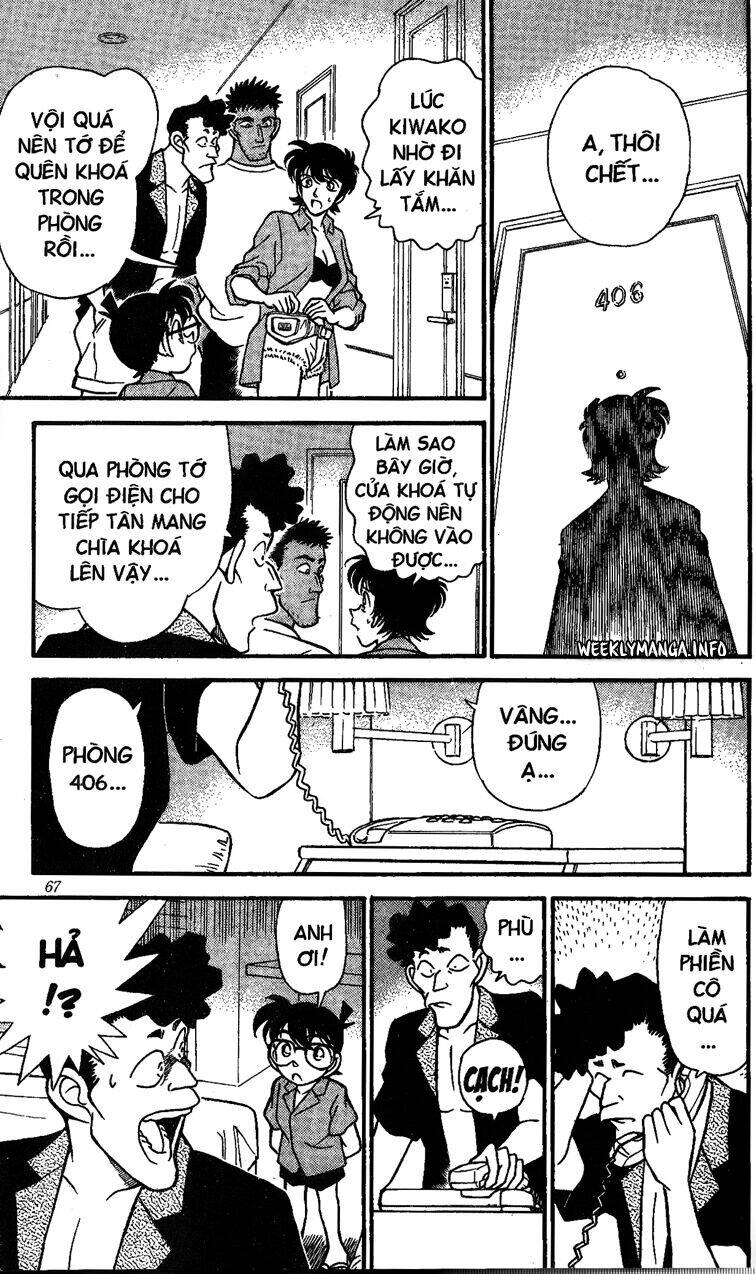 A, THÔI
CHẾT...
406
LÚC
KIWAKO
NHỜ ĐI
LẤY KHĂN
TẮM...
VỘI QUÁ
NÊN TỚ ĐỂ
QUÊN KHOÁ
TRONG
PHÒNG
RỒI...
LÀM SAO
BÂY GIỜ,
CỬA KHOÁ TỰ
ĐỘNG NÊN
KHÔNG VÀO
ĐƯỢC...
QUA PHÒNG TỚ
GỌI ĐIỆN CHO
TIẾP TÂN MANG
CHÌA KHOÁ
LÊN VẬY...
WEEKLYMANGA.INFO
VÂNG...
ĐÚNG
Ạ...
PHÒNG
406...
67
LÀM
PHIỀN
CÔ
QUÁ
...
PHÙ
...
CẠCH!
ANH
ƠI!
HẢ
!?